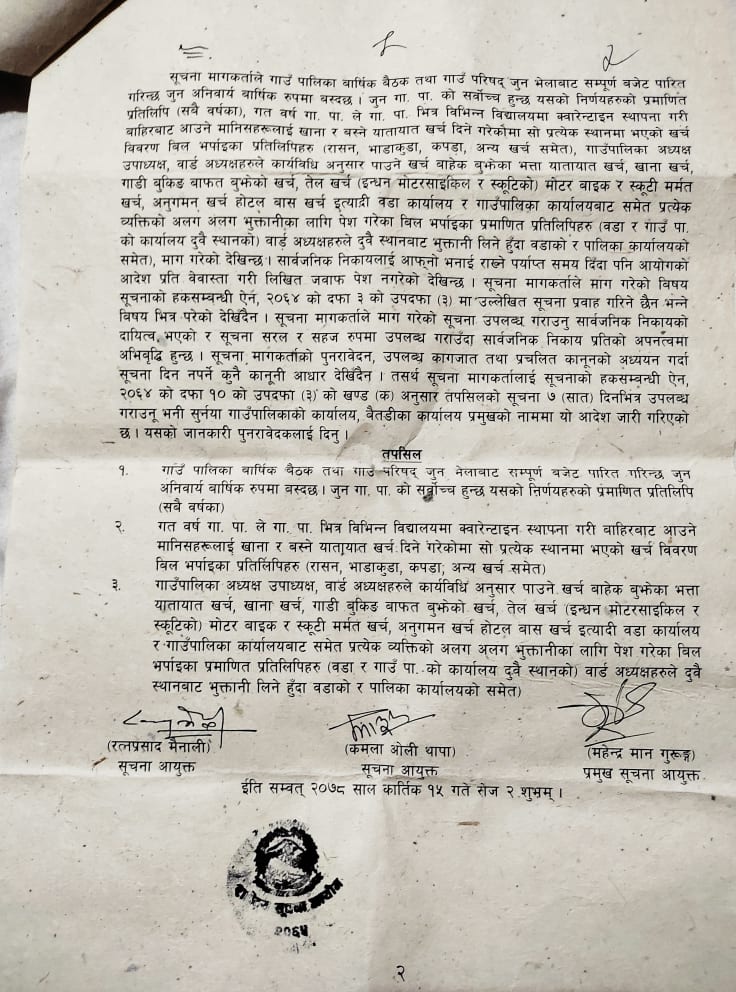 २
सूचना मागकर्ताले गाउँ पालिका बार्षिक बैठक तथा गाउँ परिषद् जुन भेलाबाट सम्पूर्ण बजेट पारित
गरिन्छ जुन अनिवार्य बार्षिक रुपमा बस्दछ । जुन गा. पा. को सर्वोच्च हुन्छ यसको निर्णयहरुको प्रमाणित
प्रतिलिपि (सबै वर्षका), गत वर्ष गा. पा. ले गा. पा. भित्र विभिन्न विद्यालयमा क्वारेन्टाइन स्थापना गरी
बाहिरबाट आउने मानिसहरूलाई खाना र बस्ने यातायात खर्च दिने गरेकोमा सो प्रत्येक स्थानमा भएको खर्च
विवरण बिल भर्पाइका प्रतिलिपिहरु (रासन, भाडाकुडा, कपडा, अन्य खर्च समेत), गाउँपालिका अध्यक्ष
उपाध्यक्ष, वार्ड अध्यक्षहरुले कार्यविधि अनुसार पाउने खर्च बाहेक बुझेका भत्ता यातायात खर्च, खाना खर्च,
गाडी बुकिङ बाफत बुझेको खर्च, तेल खर्च (इन्धन मोटरसाइकिल र स्कूटिको) मोटर बाइक र स्कूटी मर्मत
खर्च, अनुगमन खर्च होटल बास खर्च इत्यादी वडा कार्यालय र गाउँपालिका कार्यालयबाट समेत प्रत्येक
व्यक्तिको अलग अलग भुक्तानीका लागि पेश गरेका बिल भर्पाइका प्रमाणित प्रतिलिपिहरु (वडा र गाउँ पा.
को कार्यालय दुवै स्थानको) वार्ड अध्यक्षहरुले दुवै स्थानबाट भुक्तानी लिने हुँदा वडाको र पालिका कार्यालयको
समेत), माग गरेको देखिन्छ । सार्वजनिक निकायलाई आफ्नो भनाई राख्ने पर्याप्त समय दिंदा पनि आयोगको
आदेश प्रति वेवास्ता गरी लिखित जवाफ पेश नगरेको देखिन्छ । सूचना मागकर्ताले माग गरेको विषय
सूचनाको हकसम्बन्धी ऐन, २०६४ को दफा ३ को उपदफा (३) मा उल्लेखित सूचना प्रवाह गरिने छैन भन्ने
विषय भित्र परेको देखिँदैन । सूचना मागकर्ताले माग गरेको सूचना उपलब्ध गराउनु सार्वजनिक निकायको
दायित्व भएको र सूचना सरल र सहज रुपमा उपलब्ध गराउँदा सार्वजनिक निकाय प्रतिको अपनत्वमा
अभिवृद्धि हुन्छ । सूचना मागकर्ताको पुनरावेदन, उपलब्ध कागजात तथा प्रचलित कानूनको अध्ययन गर्दा
सूचना दिन नपर्ने कुनै कानूनी आधार देखिँदैन । तसर्थ सूचना मागकर्तालाई सूचनाको हकसम्बन्धी ऐन,
२०६४ को दफा १० को उपदफा (३) को खण्ड (क) अनुसार तपसिलको सूचना ७ (सात) दिनभित्र उपलब्ध
गराउनू भनी सुर्नया गाउँपालिकाको कार्यालय, बैतडीका कार्यालय प्रमुखको नाममा यो आदेश जारी गरिएको
छ । यसको जानकारी पुनरावेदकलाई दिनु ।
तपसिल
१. गाउँ पालिका बार्षिक बैठक तथा गाउँ परिषद् जुन भेलाबाट सम्पूर्ण बजेट पारित गरिन्छ जुन
अनिवार्य बार्षिक रुपमा बस्दछ । जुन गा. पा. को सर्वोच्च हुन्छ यसको निर्णयहरुको प्रमाणित प्रतिलिपि
(सबै वर्षका)
२. गत वर्ष गा. पा. ले गा. पा. भित्र विभिन्न विद्यालयमा क्वारेन्टाइन स्थापना गरी बाहिरबाट आउने
मानिसहरूलाई खाना र बस्ने यातायात खर्च दिने गरेकोमा सो प्रत्येक स्थानमा भएको खर्च विवरण
बिल भर्पाइका प्रतिलिपिहरु (रासन, भाडाकुडा, कपडा, अन्य खर्च समेत)
३. गाउँपालिका अध्यक्ष उपाध्यक्ष, वार्ड अध्यक्षहरुले कार्यविधि अनुसार पाउने खर्च बाहेक बुझेका भत्ता
यातायात खर्च, खाना खर्च, गाडी बुकिङ बाफत बुझेको खर्च, तेल खर्च (इन्धन मोटरसाइकिल र
स्कूटिको) मोटर बाइक र स्कूटी मर्मत खर्च, अनुगमन खर्च होटल बास खर्च इत्यादी वडा कार्यालय
र गाउँपालिका कार्यालयबाट समेत प्रत्येक व्यक्तिको अलग अलग भुक्तानीका लागि पेश गरेका बिल
भर्पाइका प्रमाणित प्रतिलिपिहरु (वडा र गाउँ पा. को कार्यालय दुवै स्थानको) वार्ड अध्यक्षहरुले दुवै
स्थानबाट भुक्तानी लिने हुँदा वडाको र पालिका कार्यालयको समेत)
(रत्नप्रसाद मैनाली) (कमला ओली थापा) (महेन्द्र मान गुरूङ्ग)
सूचना आयुक्त सूचना आयुक्त प्रमुख सूचना आयुक्त
ईति सम्वत् २०७८ साल कार्तिक १५ गते रोज २ शुभम् ।
२०६४
२